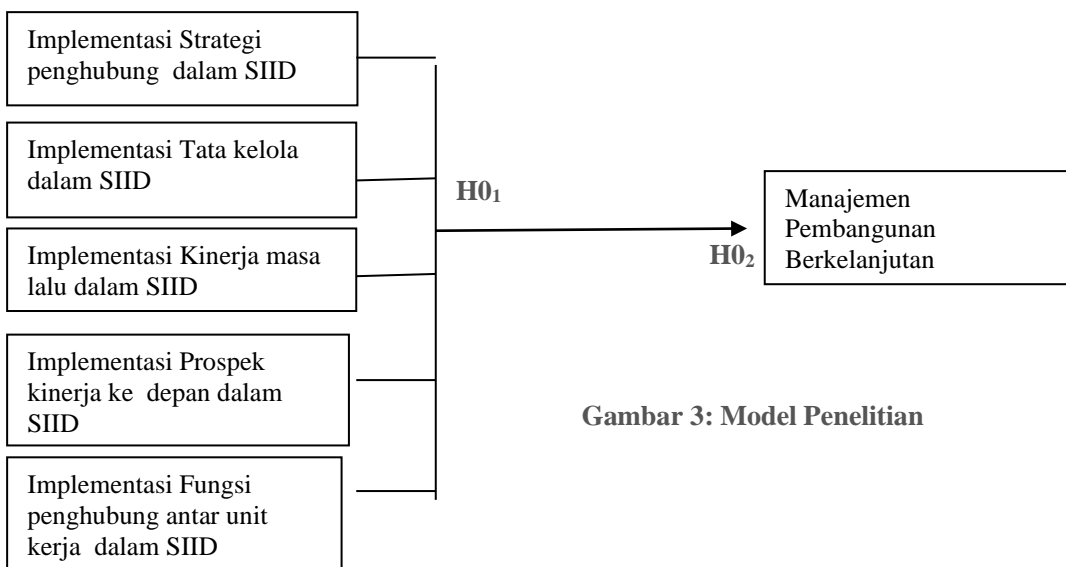 Implementasi Strategi
penghubung dalam SIID
Implementasi Tata kelola
dalam SIID
Implementasi Kinerja masa
lalu dalam SIID
Implementasi Prospek
kinerja ke depan dalam
SIID
Implementasi Fungsi
penghubung antar unit
kerja dalam SIID
H0₁
H0₂
Manajemen
Pembangunan
Berkelanjutan
Gambar 3: Model Penelitian